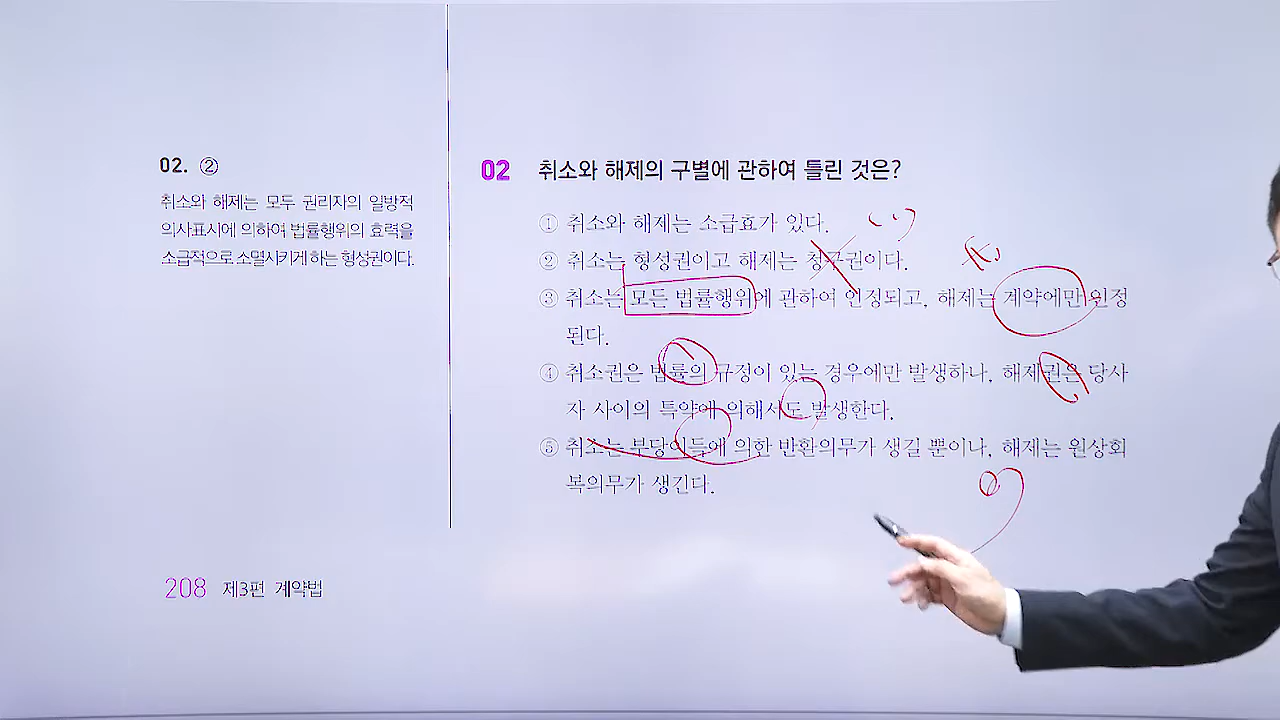 02. ②
취소와 해제는 모두 권리자의 일방적
의사표시에 의하여 법률행위의 효력을
소급적으로 소멸시키게 하는 형성권이다.
02 취소와 해제의 구별에 관하여 틀린 것은?
① 취소와 해제는 소급효가 있다.
② 취소는 형성권이고 해제는 청구권이다.
③ 취소는 모든 법률행위에 관하여 인정되고, 해제는 계약에만 인정
된다.
④ 취소권은 법률의 규정이 있는 경우에만 발생하나, 해제권은 당사
자 사이의 특약에 의해서도 발생한다.
⑤ 취소는 부당이득에 의한 반환의무가 생길 뿐이나, 해제는 원상회
복의무가 생긴다.
208 제3편 계약법